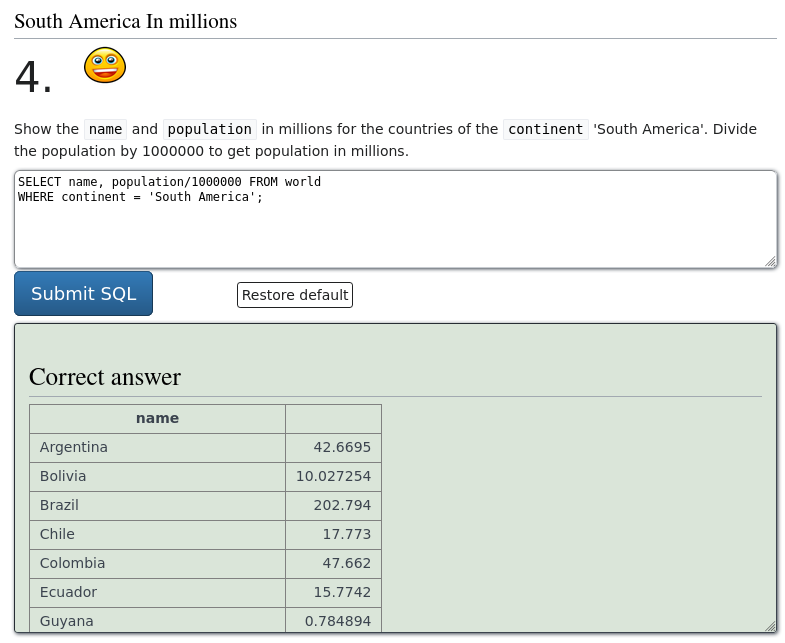 South America In millions
4.
Show the name and population in millions for the countries of the continent 'South America'. Divide
the population by 1000000 to get population in millions.
SELECT name, population/1000000 FROM world
WHERE continent = 'South America';
Submit SQL Restore default
Correct answer
name
Argentina 42.6695
Bolivia 10.027254
Brazil 202.794
Chile 17.773
Colombia 47.662
Ecuador 15.7742
Guyana 0.784894